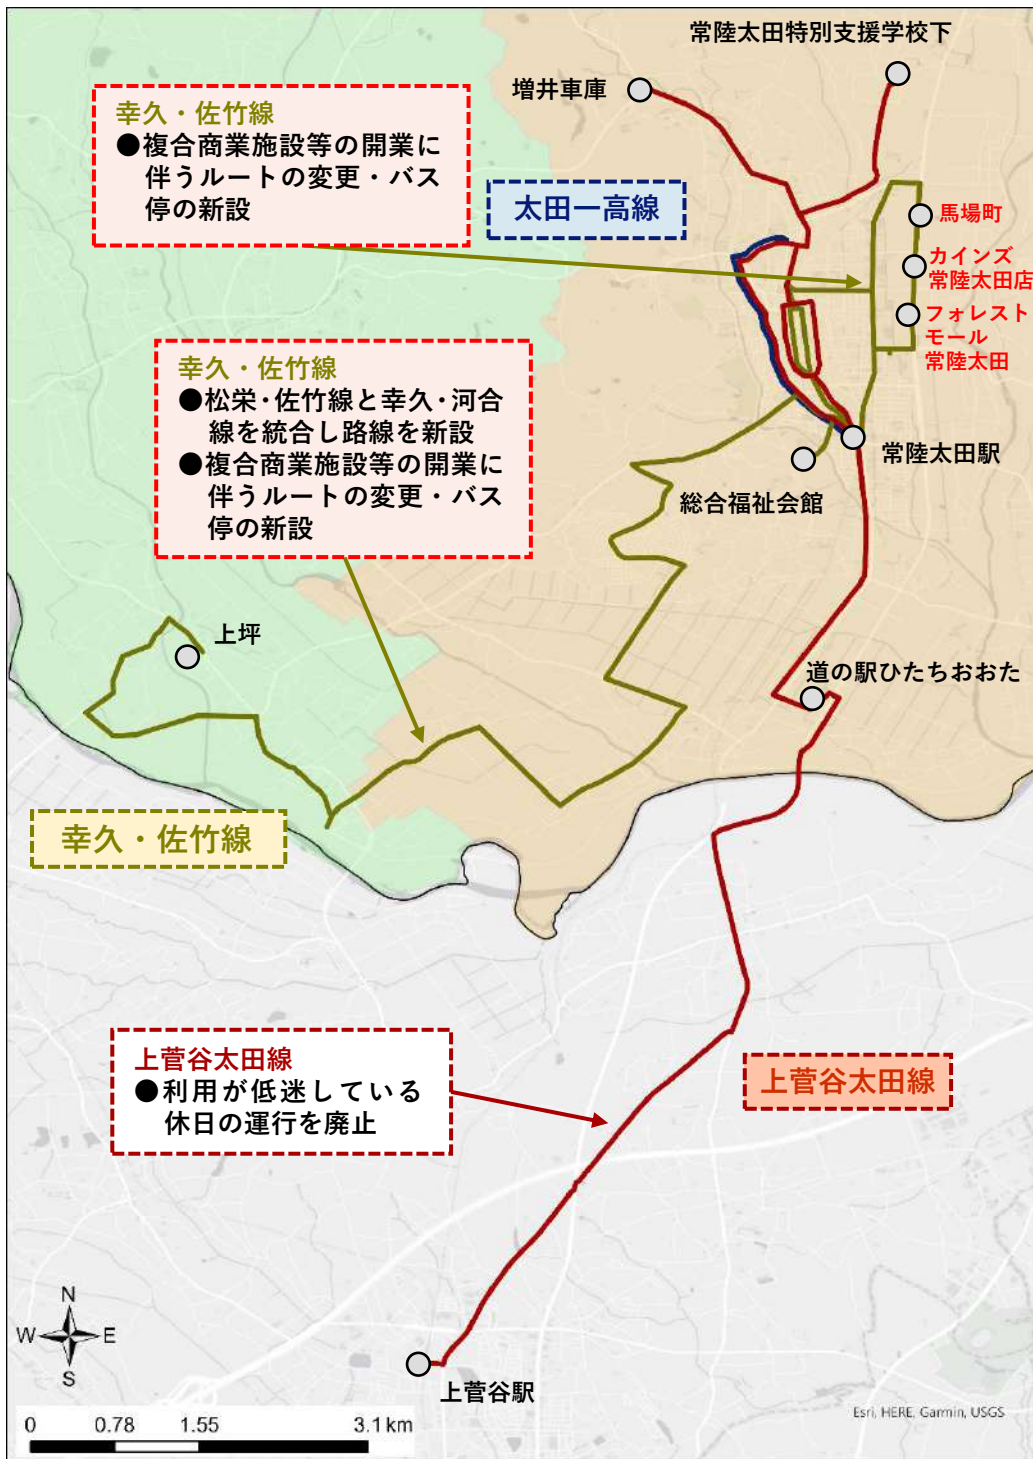 常陸太田特別支援学校下
増井車庫
幸久・佐竹線
●複合商業施設等の開業に
伴うルートの変更・バス
停の新設
太田一高線
馬場町
カインズ
常陸太田店
フォレスト
モール
常陸太田
幸久・佐竹線
●松栄・佐竹線と幸久・河合
線を統合し路線を新設
●複合商業施設等の開業に
伴うルートの変更・バス
停の新設
常陸太田駅
総合福祉会館
上坪
道の駅ひたちおおた
幸久・佐竹線
上菅谷太田線
●利用が低迷している
休日の運行を廃止
上菅谷太田線
N
W E
S
上菅谷駅
Esri, HERE, Garmin, USGS
0 0.78 1.55 3.1 km